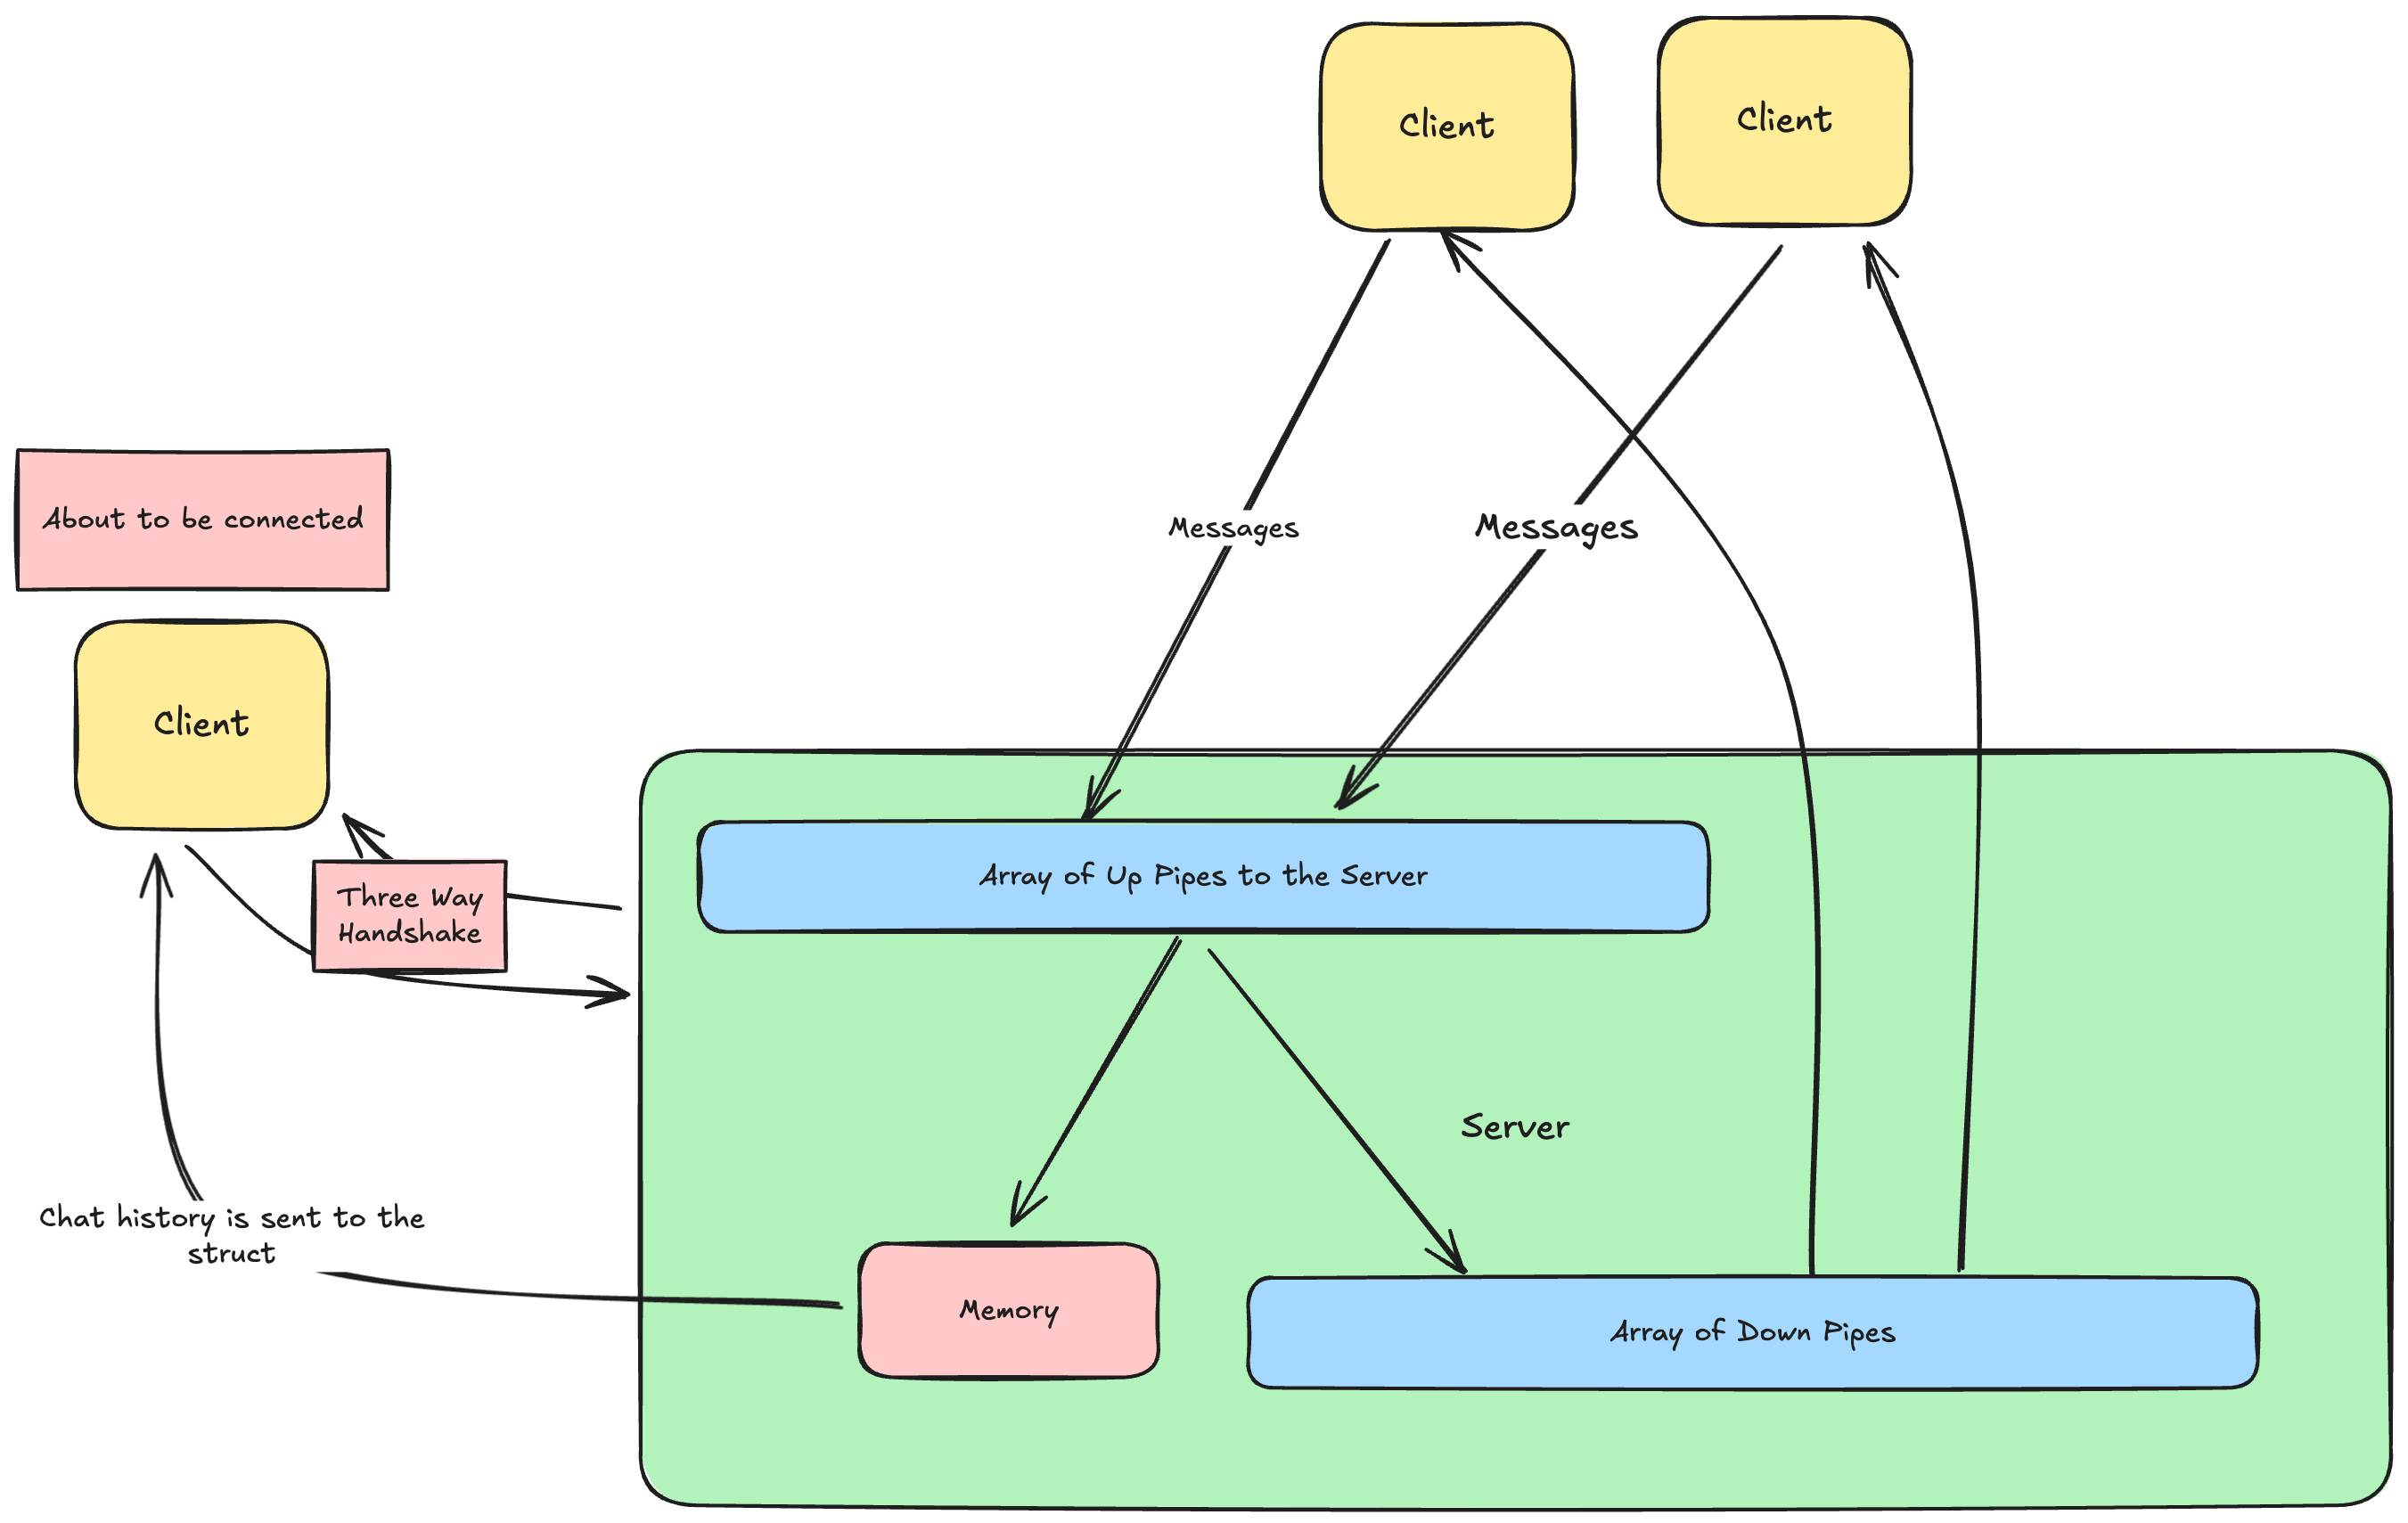 Client
Client
Messages
Messages
About to be connected
Client
Three Way
Handshake
Array of Up Pipes to the Server
Server
Chat history is sent to the
struct
Memory
Array of Down Pipes